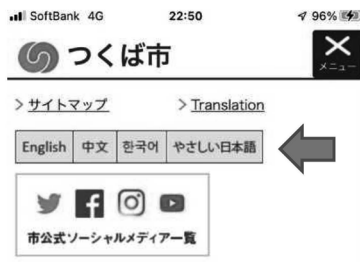 SoftBank 4G 22:50 96%
つくば市
メニュー
> サイトマップ > Translation
English 中文 한국어 やさしい日本語
市公式ソーシャルメディア一覧